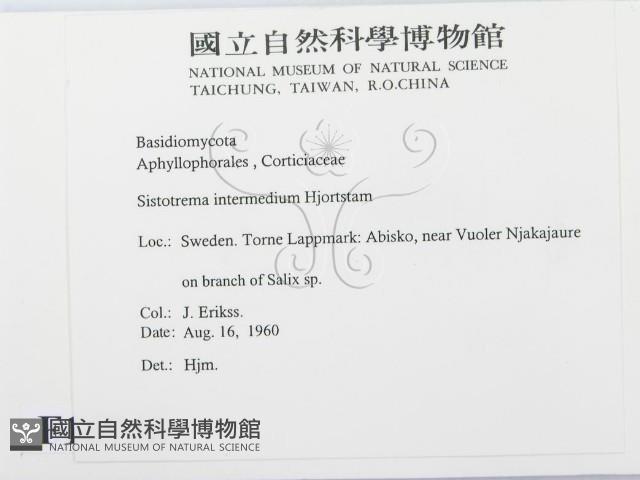 國立自然科學博物館
NATIONAL MUSEUM OF NATURAL SCIENCE
TAICHUNG, TAIWAN, R.O.CHINA
Basidiomycota
Aphyllophorales , Corticiaceae
Sistotrema intermedium Hjortstam
Loc.: Sweden. Torne Lappmark: Abisko, near Vuoler Njakajaure
on branch of Salix sp.
Col.: J. Erikss.
Date: Aug. 16, 1960
Det.: Hjm.
國立自然科學博物館
NATIONAL MUSEUM OF NATURAL SCIENCE